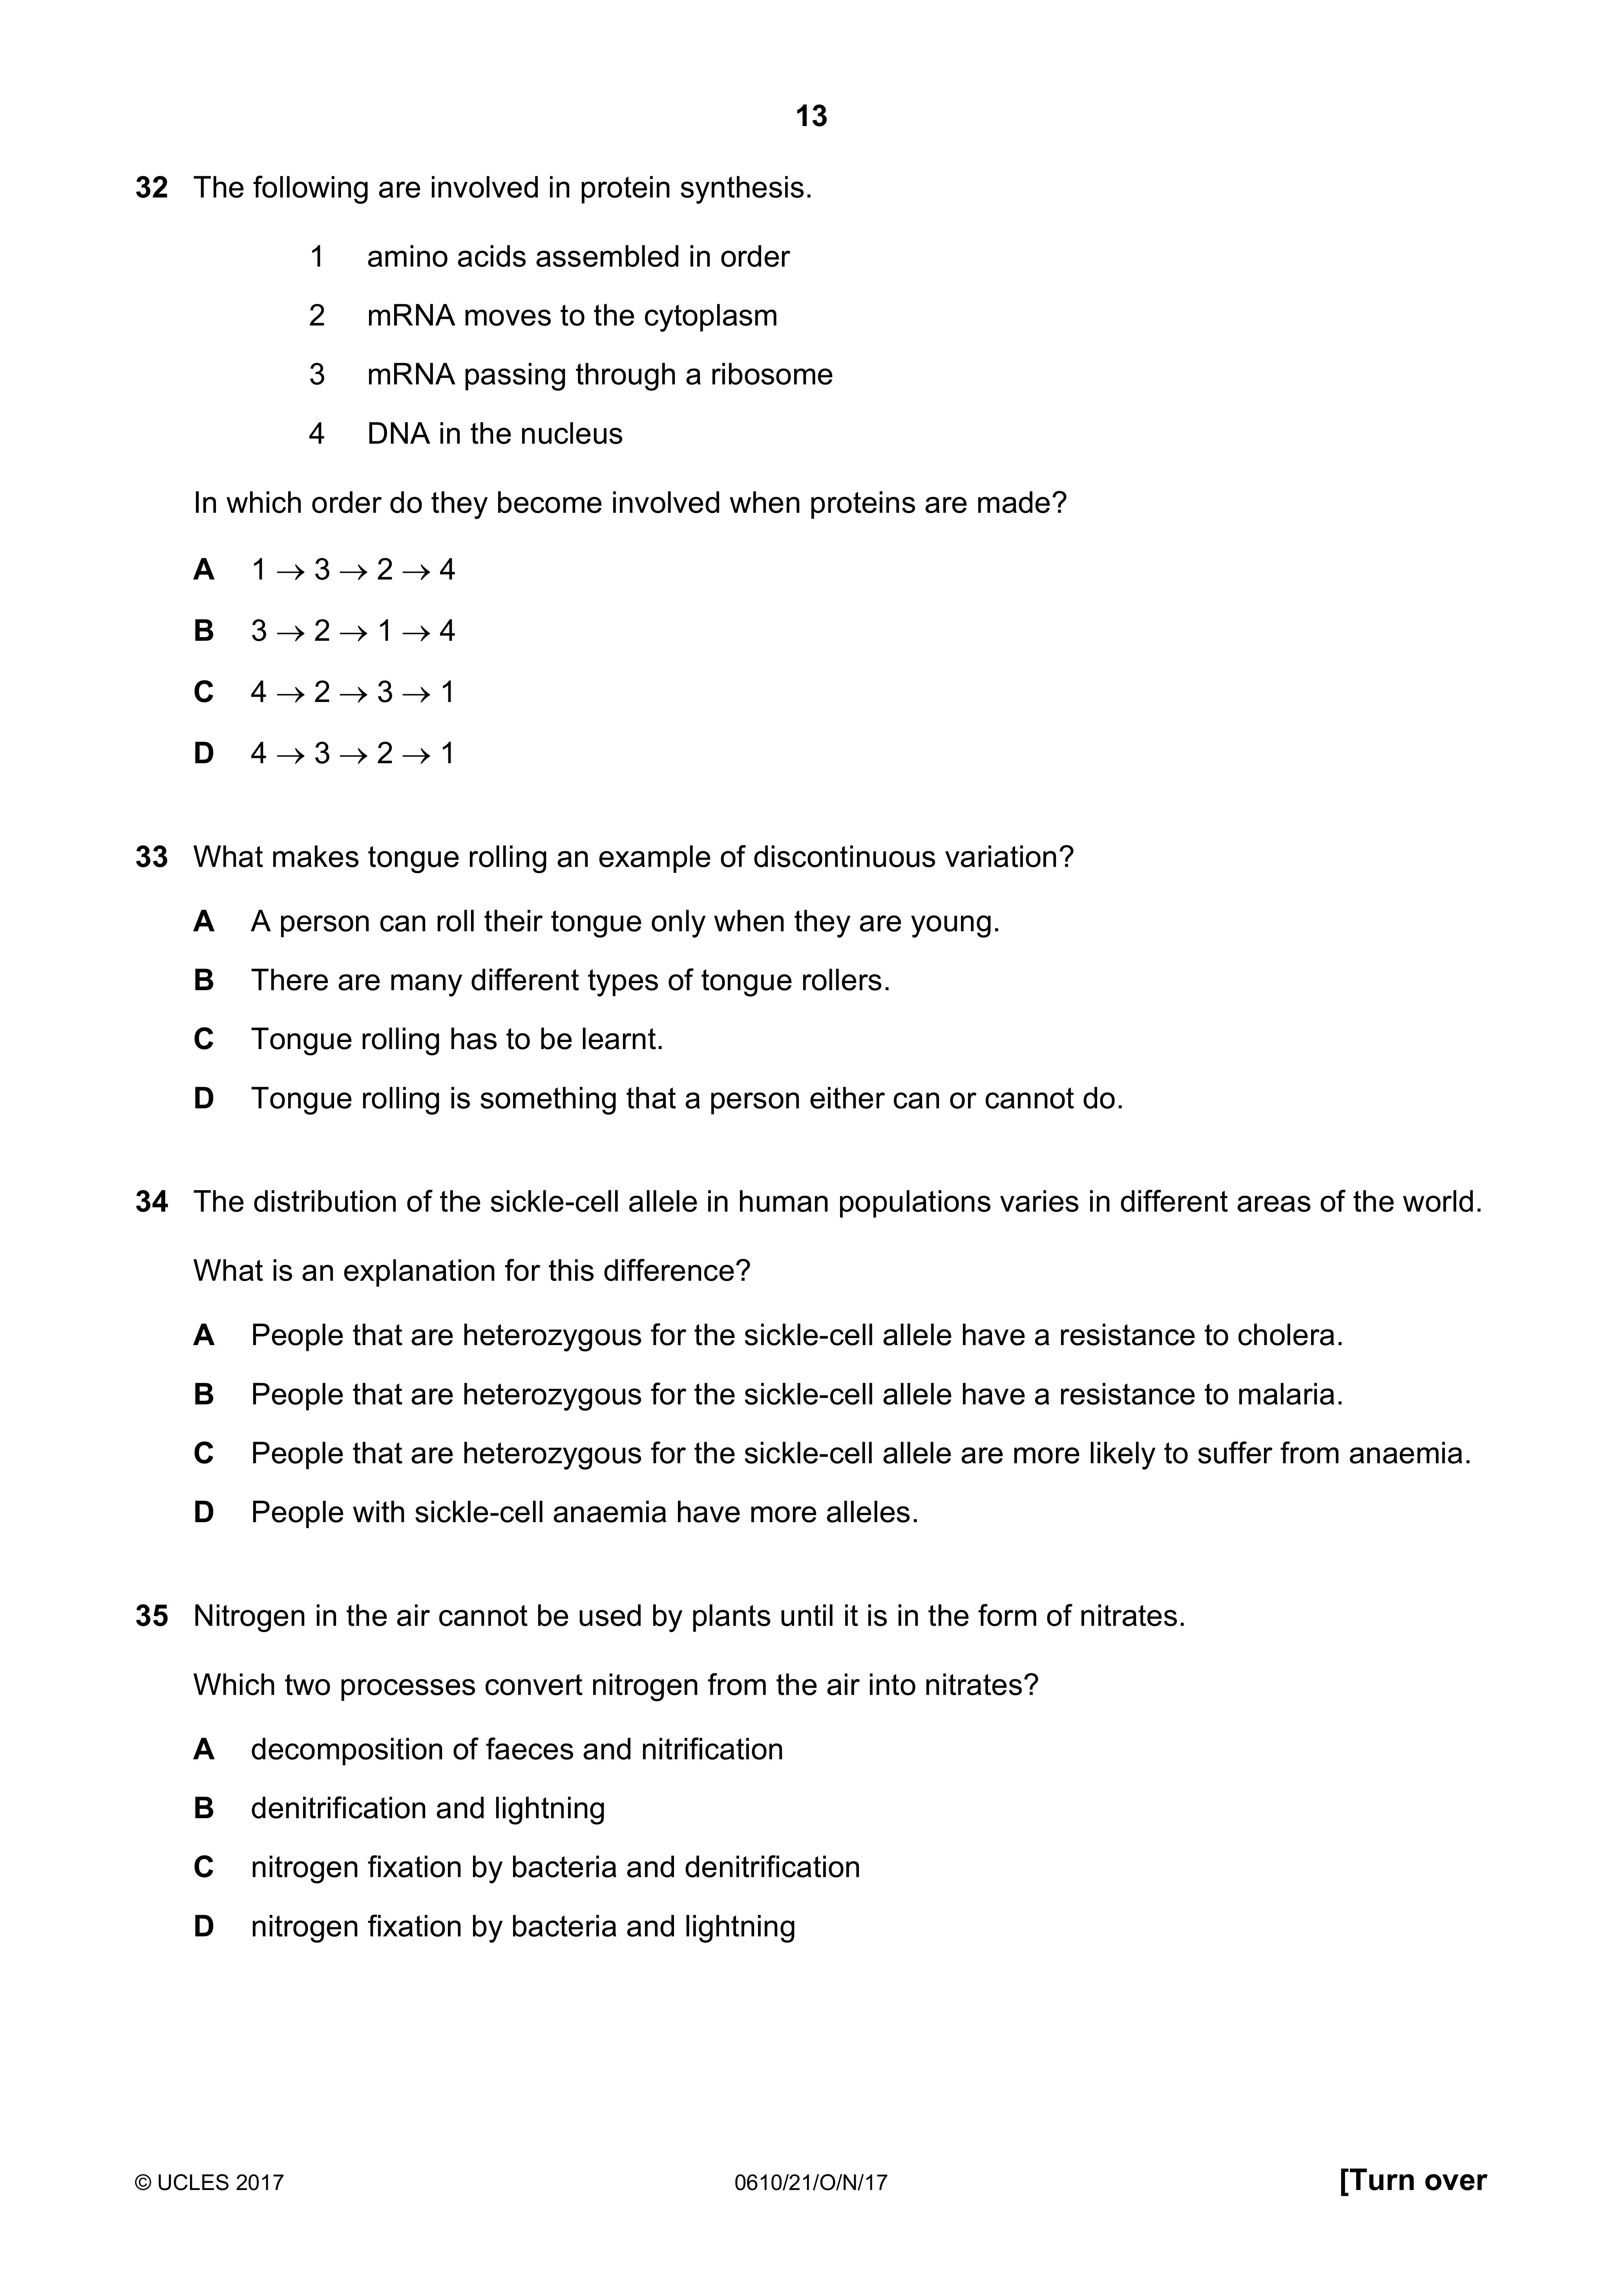 13
32 The following are involved in protein synthesis.
1 amino acids assembled in order
2 mRNA moves to the cytoplasm
3 mRNA passing through a ribosome
4 DNA in the nucleus
In which order do they become involved when proteins are made?
A 1 → 3 → 2 → 4
B 3 → 2 → 1 → 4
C 4 → 2 → 3 → 1
D 4 → 3 → 2 → 1
33 What makes tongue rolling an example of discontinuous variation?
A A person can roll their tongue only when they are young.
B There are many different types of tongue rollers.
C Tongue rolling has to be learnt.
D Tongue rolling is something that a person either can or cannot do.
34 The distribution of the sickle-cell allele in human populations varies in different areas of the world.
What is an explanation for this difference?
A People that are heterozygous for the sickle-cell allele have a resistance to cholera.
B People that are heterozygous for the sickle-cell allele have a resistance to malaria.
C People that are heterozygous for the sickle-cell allele are more likely to suffer from anaemia.
D People with sickle-cell anaemia have more alleles.
35 Nitrogen in the air cannot be used by plants until it is in the form of nitrates.
Which two processes convert nitrogen from the air into nitrates?
A decomposition of faeces and nitrification
B denitrification and lightning
C nitrogen fixation by bacteria and denitrification
D nitrogen fixation by bacteria and lightning
© UCLES 2017 0610/21/O/N/17 [Turn over